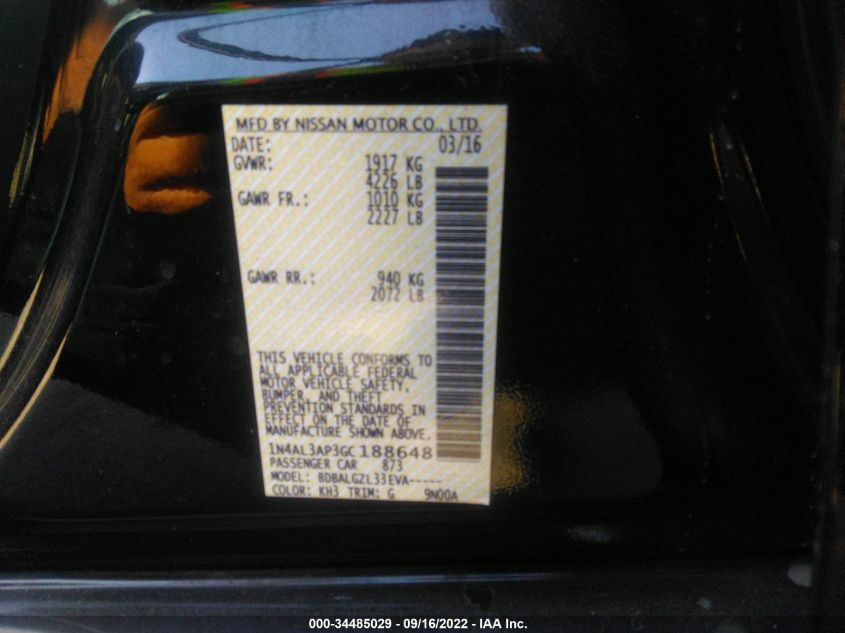 MFD BY NISSAN MOTOR CO., LTD.
DATE: 03/16
GVWR: 1917 KG
4226 LB
GAWR FR.: 1010 KG
2227 LB
GAWR RR.: 940 KG
2072 LB
THIS VEHICLE CONFORMS TO
ALL APPLICABLE FEDERAL
MOTOR VEHICLE SAFETY,
BUMPER, AND THEFT
PREVENTION STANDARDS IN
EFFECT ON THE DATE OF
MANUFACTURE SHOWN ABOVE.
1N4AL3AP3GC188648
PASSENGER CAR 873
MODEL: BDBALGZL33EVA-----
COLOR: KH3 TRIM: G 9N00A
000-34485029 - 09/16/2022 - IAA Inc.